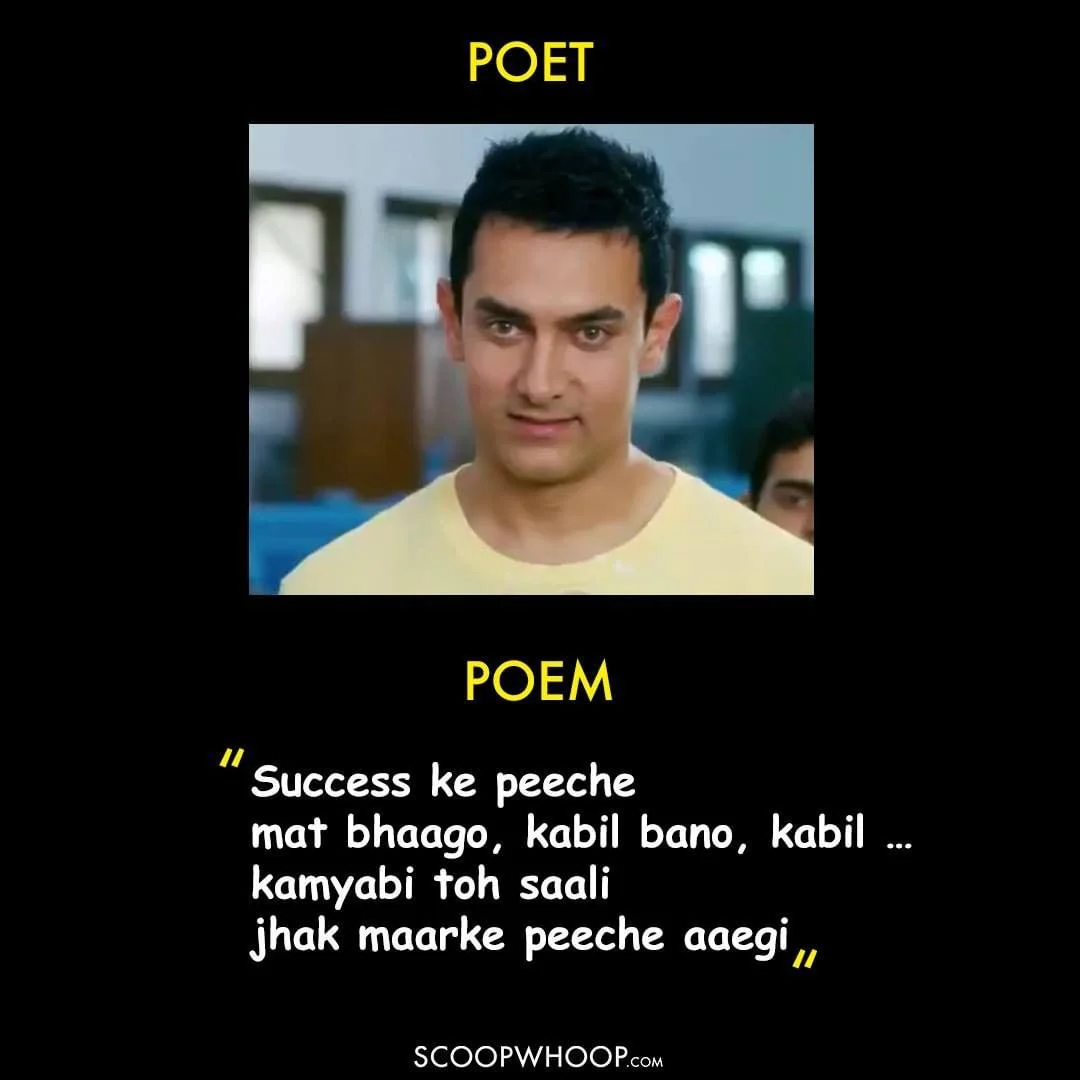 POET
POEM
"Success ke peeche
mat bhaago, kabil bano, kabil ...
kamyabi toh saali
jhak maarke peeche aaegi"
SCOOPWHOOP.COM